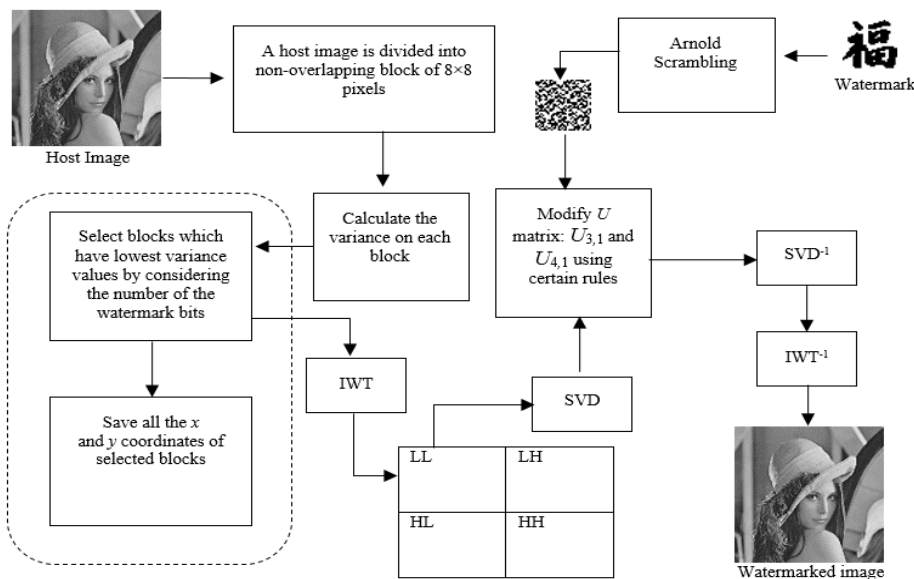 Host Image
A host image is divided into
non-overlapping block of 8×8
pixels
Calculate the
variance on each
block
Select blocks which
have lowest variance
values by considering
the number of the
watermark bits
Save all the x
and y coordinates of
selected blocks
IWT
LL
LH
HL
HH
SVD
福
Watermark
Arnold
Scrambling
Modify U
matrix: U3,1 and
U4,1 using
certain rules
SVD-1
IWT-1
Watermarked image